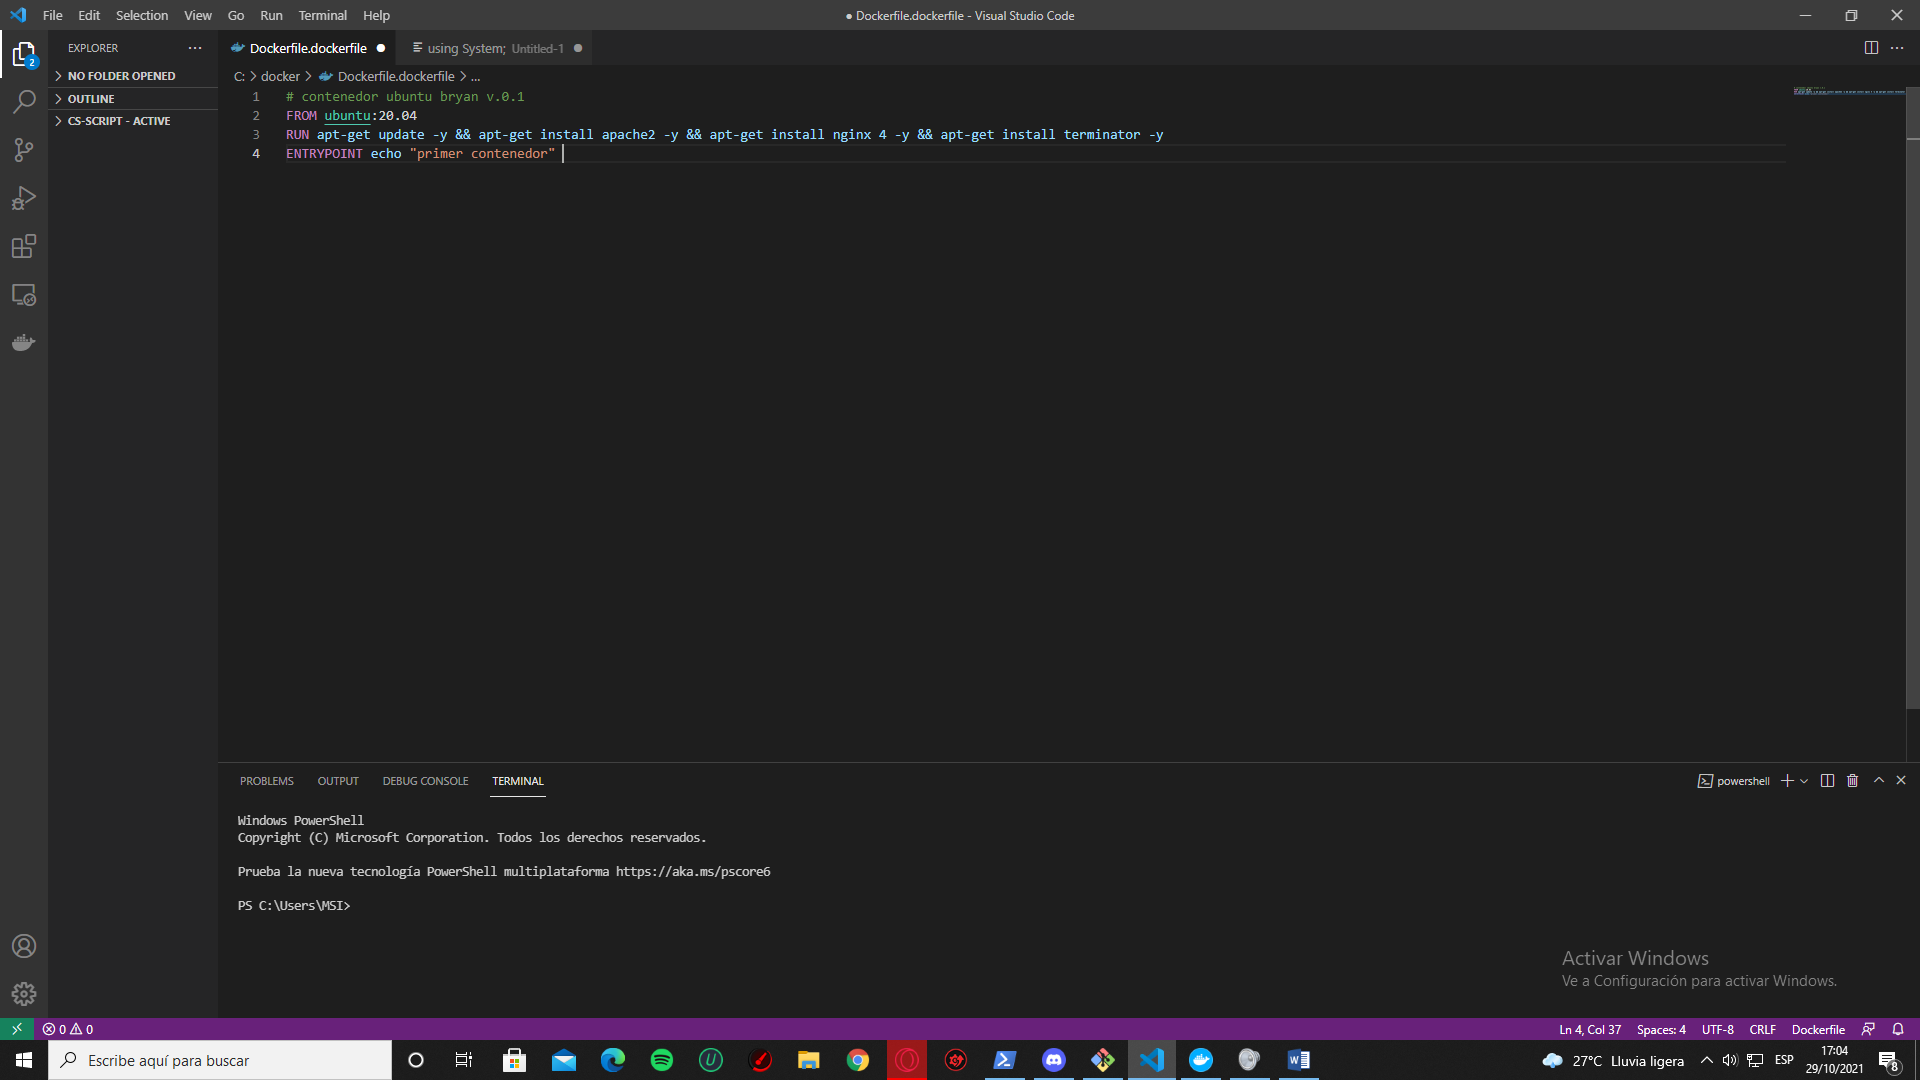 File Edit Selection View Go Run Terminal Help
● Dockerfile.dockerfile - Visual Studio Code
EXPLORER
Dockerfile.dockerfile
using System; Untitled-1
NO FOLDER OPENED
OUTLINE
CS-SCRIPT - ACTIVE
C: > docker > Dockerfile.dockerfile > ...
1 # contenedor ubuntu bryan v.0.1
2 FROM ubuntu:20.04
3 RUN apt-get update -y && apt-get install apache2 -y && apt-get install nginx 4 -y && apt-get install terminator -y
4 ENTRYPOINT echo "primer contenedor"
2
PROBLEMS OUTPUT DEBUG CONSOLE TERMINAL
powershell
Windows PowerShell
Copyright (C) Microsoft Corporation. Todos los derechos reservados.
Prueba la nueva tecnología PowerShell multiplataforma https://aka.ms/pscore6
PS C:\Users\MSI>
Activar Windows
Ve a Configuración para activar Windows.
0 0
Ln 4, Col 37 Spaces: 4 UTF-8 CRLF Dockerfile
Escribe aquí para buscar
27°C Lluvia ligera
ESP
17:04
29/10/2021
8